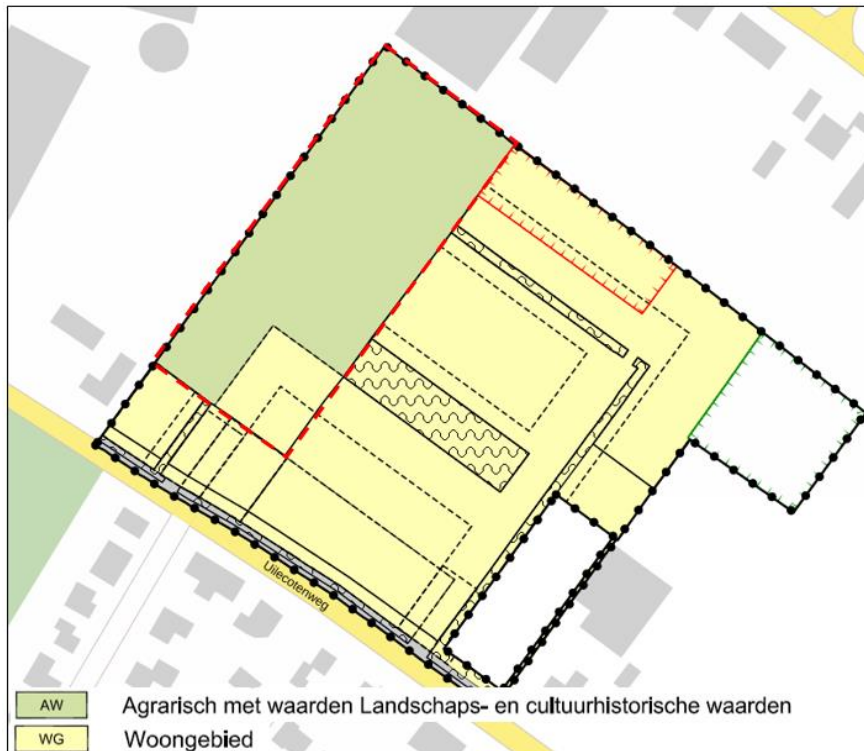 Uilecotenweg
AW Agrarisch met waarden Landschaps- en cultuurhistorische waarden
WG Woongebied